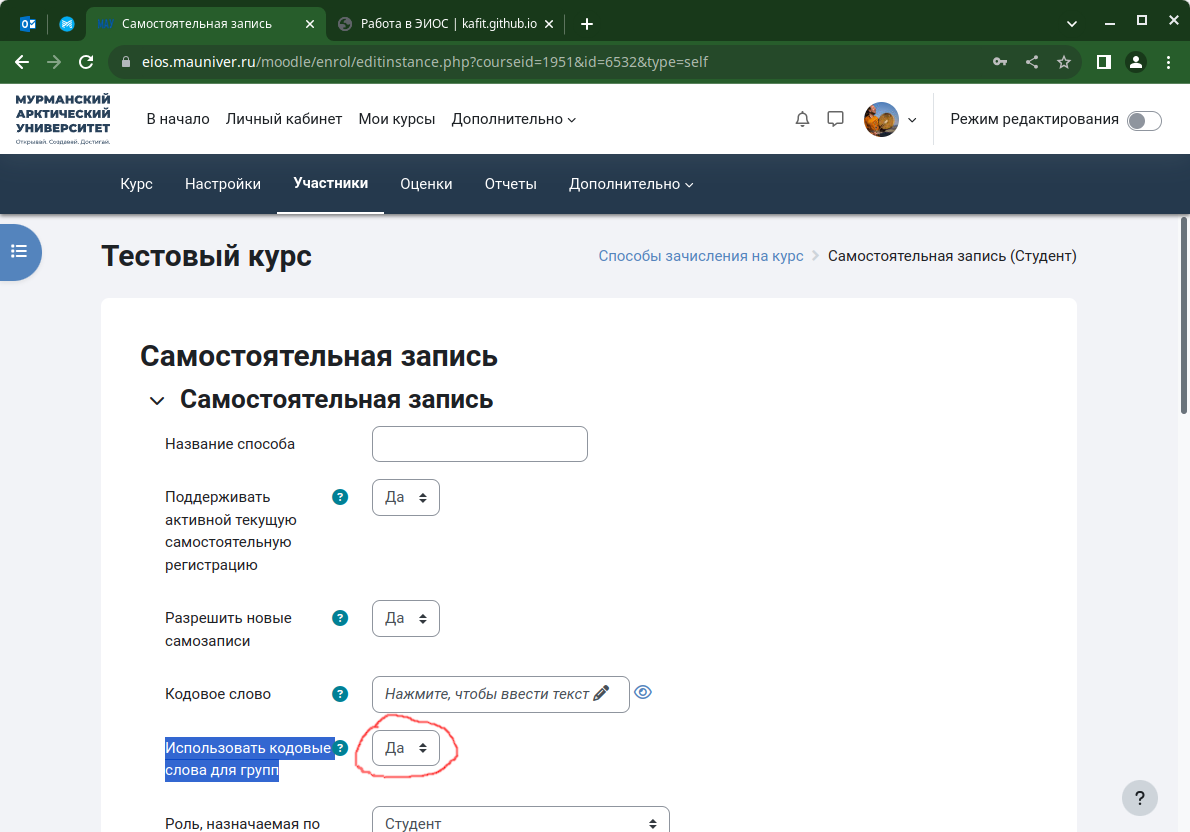 Самостоятельная запись
Работа в ЭИОС | kafit.github.io
eios.mauniver.ru/moodle/enrol/editinstance.php?courseid=1951&id=6532&type=self
МУРМАНСКИЙ
АРКТИЧЕСКИЙ
УНИВЕРСИТЕТ
Открывай. Создавай. Достигай.
В начало Личный кабинет Мои курсы Дополнительно
Режим редактирования
Курс Настройки Участники Оценки Отчеты Дополнительно
Тестовый курс
Способы зачисления на курс Самостоятельная запись (Студент)
Самостоятельная запись
Самостоятельная запись
Название способа
Поддерживать ? Да
активной текущую
самостоятельную
регистрацию
Разрешить новые ? Да
самозаписи
Кодовое слово ? Нажмите, чтобы ввести текст
Использовать кодовые ? Да
слова для групп
?
Роль, назначаемая по Студент